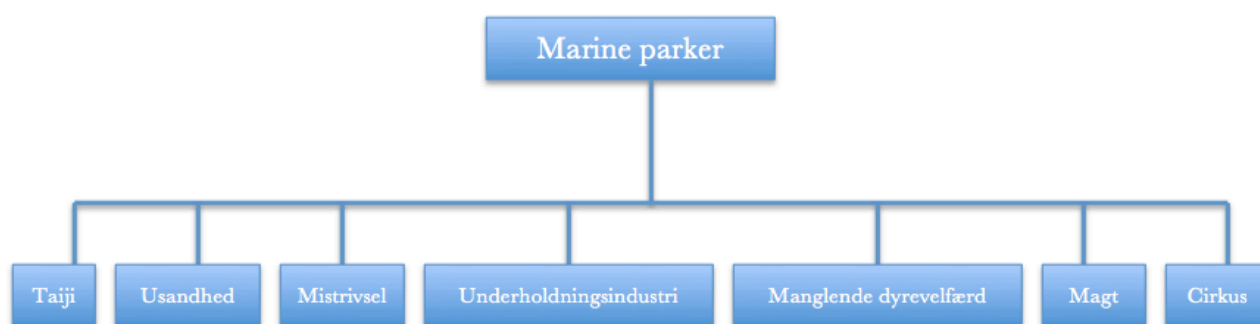 Marine parker
Taiji
Usandhed
Mistrivsel
Underholdningsindustri
Manglende dyrevelfærd
Magt
Cirkus